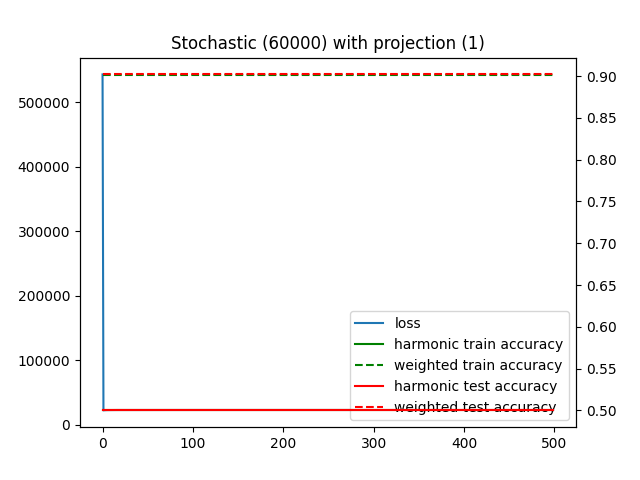 Stochastic (60000) with projection (1)
500000
400000
300000
200000
100000
0
0.90
0.85
0.80
0.75
0.70
0.65
0.60
0.55
0.50
loss
harmonic train accuracy
weighted train accuracy
harmonic test accuracy
weighted test accuracy
0 100 200 300 400 500